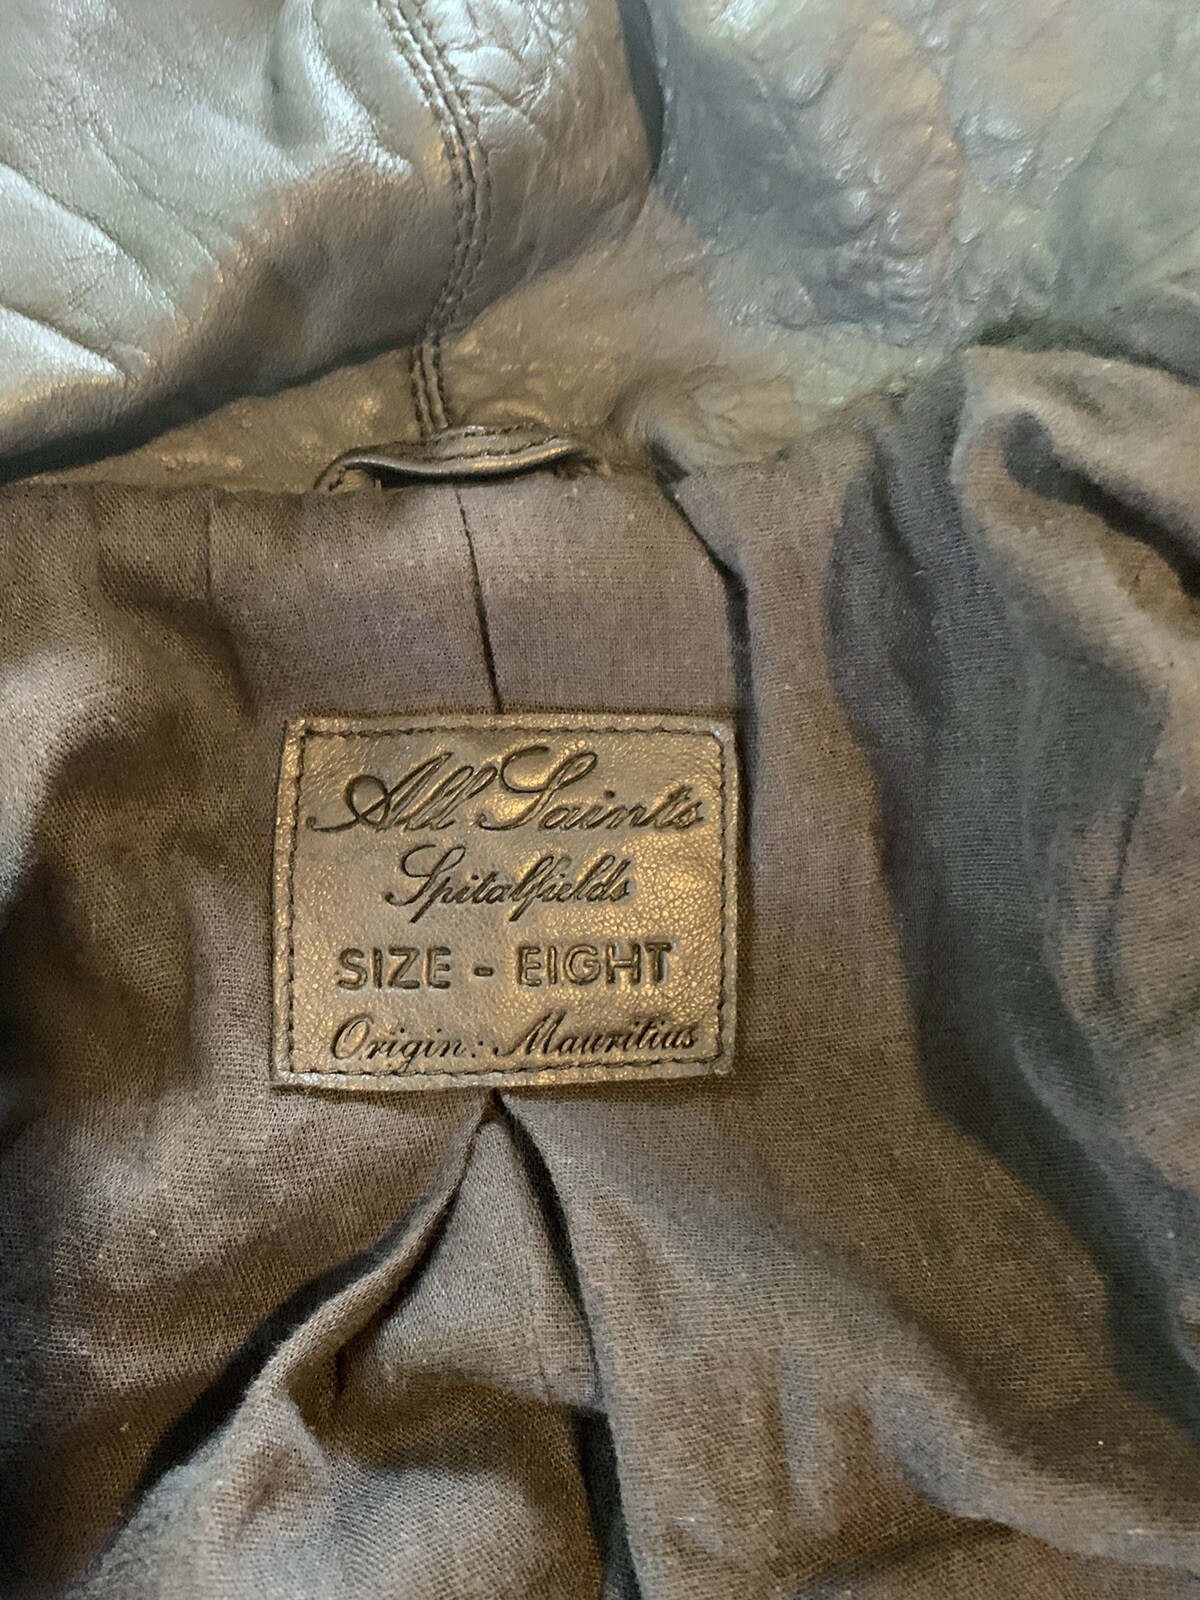 All Saints
Spitalfields
SIZE - EIGHT
Origin: Mauritius